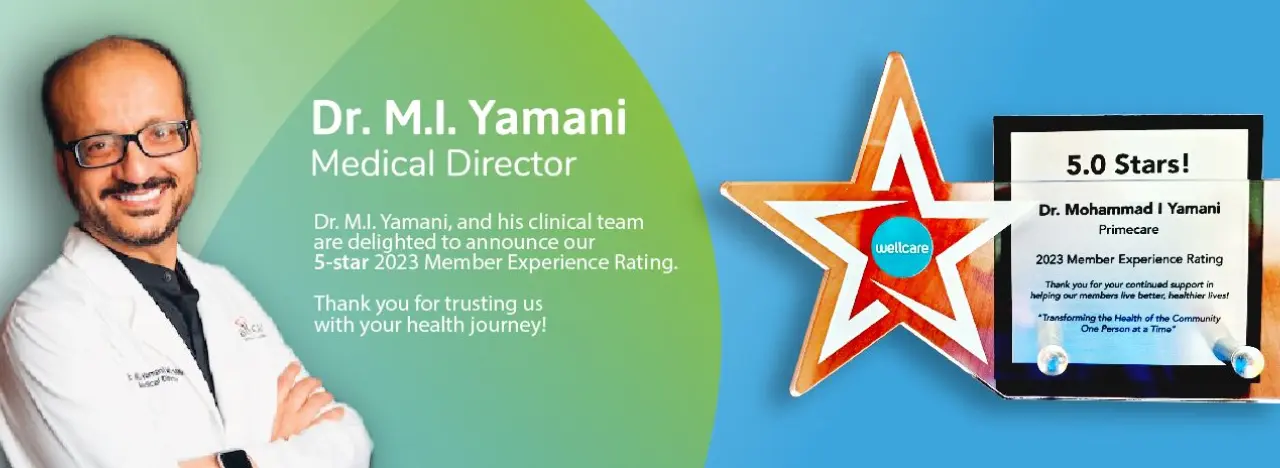 Dr. M.I. Yamani
Medical Director
Dr. M.I. Yamani, and his clinical team
are delighted to announce our
5-star 2023 Member Experience Rating.
Thank you for trusting us
with your health journey!
wellcare
5.0 Stars!
Dr. Mohammad I Yamani
Primecare
2023 Member Experience Rating
Thank you for your continued support in
helping our members live better, healthier lives!
"Transforming the Health of the Community
One Person at a Time"
Yamani
Medical